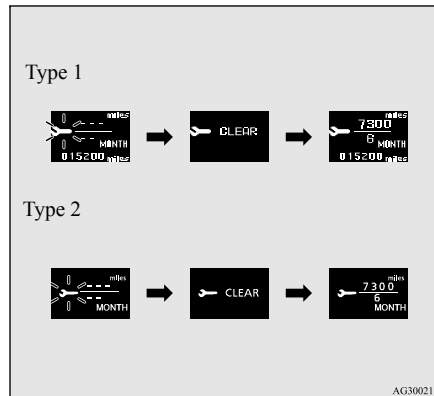 Type 1
miles
---
--
MONTH
015200 miles
CLEAR
miles
7300
6
MONTH
015200 miles
Type 2
miles
---
--
MONTH
CLEAR
miles
7300
6
MONTH
AG30021